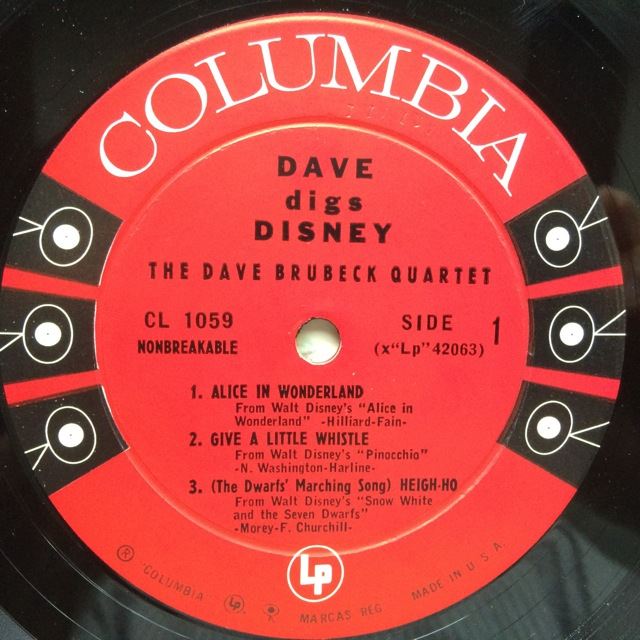 COLUMBIA
DAVE
digs
DISNEY
THE DAVE BRUBECK QUARTET
CL 1059
NONBREAKABLE
SIDE 1
(x"Lp"42063)
1. ALICE IN WONDERLAND
From Walt Disney's "Alice in
Wonderland" -Hilliard-Fain-
2. GIVE A LITTLE WHISTLE
From Walt Disney's "Pinocchio"
-N. Washington-Harline-
3. (The Dwarfs' Marching Song) HEIGH-HO
From Walt Disney's "Snow White
and the Seven Dwarfs"
-Morey-F. Churchill-
Lp
® "COLUMBIA" Lp MARCAS REG. MADE IN U.S.A.